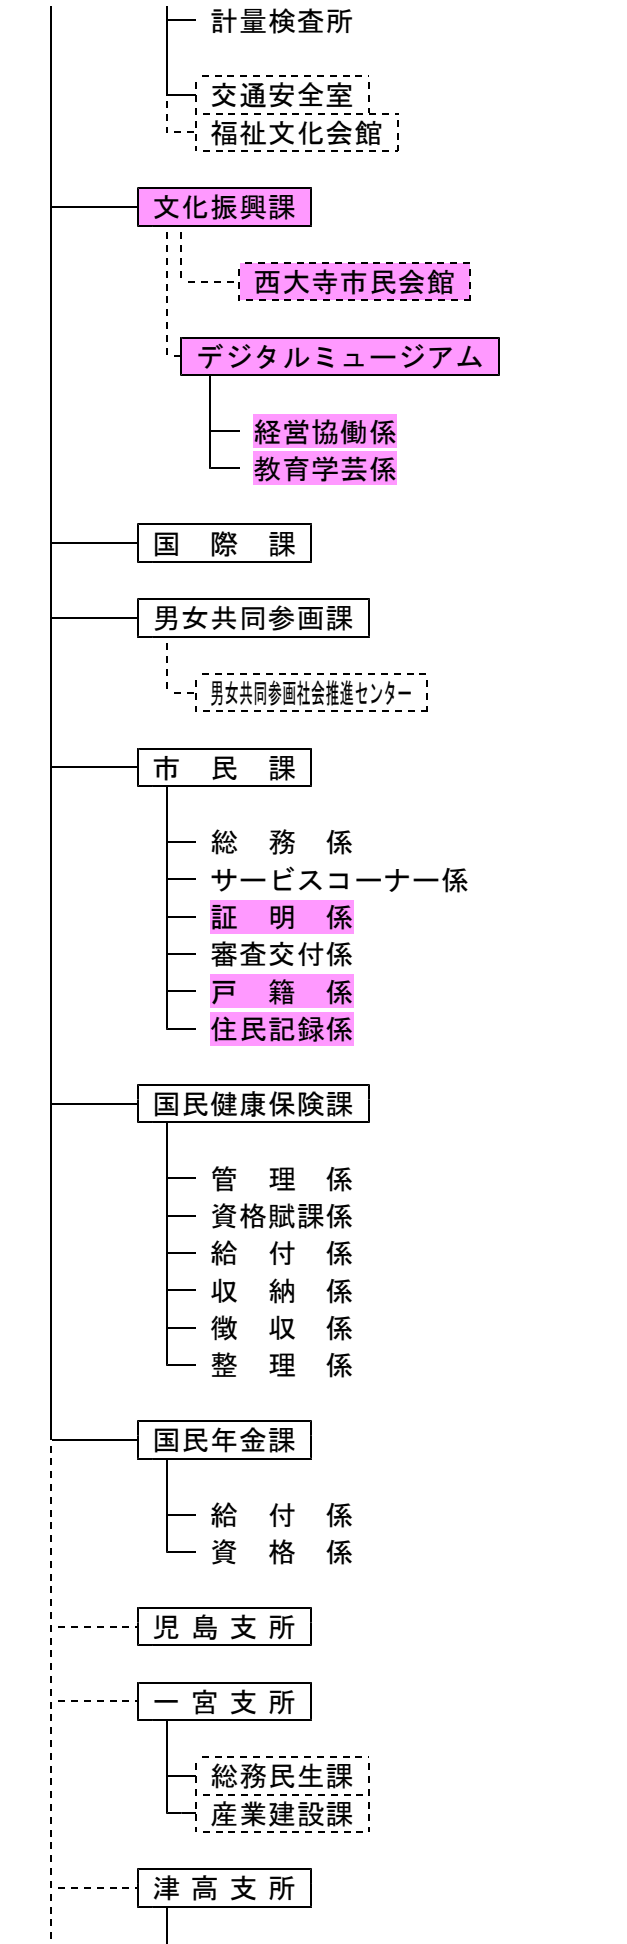 計量検査所
交通安全室
福祉文化会館
文化振興課
西大寺市民会館
デジタルミュージアム
経営協働係
教育学芸係
国　際　課
男女共同参画課
男女共同参画社会推進センター
市　民　課
総　務　係
サービスコーナー係
証　明　係
審査交付係
戸　籍　係
住民記録係
国民健康保険課
管　理　係
資格賦課係
給　付　係
収　納　係
徴　収　係
整　理　係
国民年金課
給　付　係
資　格　係
児 島 支 所
一 宮 支 所
総務民生課
産業建設課
津 高 支 所